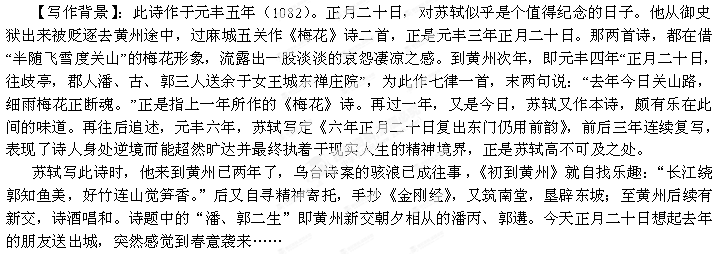 【写作背景】：此诗作于元丰五年（1082）。正月二十日，对苏轼似乎是个值得纪念的日子。他从御史
狱出来被贬逐去黄州途中，过麻城五关作《梅花》诗二首，正是元丰三年正月二十日。那两首诗，都在借
“半随飞雪度关山”的梅花形象，流露出一股淡淡的哀怨凄凉之感。到黄州次年，即元丰四年“正月二十日，
往歧亭，郡人潘、古、郭三人送余于女王城东禅庄院”，为此作七律一首，末两句说：“去年今日关山路，
细雨梅花正断魂。”正是指上一年所作的《梅花》诗。再过一年，又是今日，苏轼又作本诗，颇有乐在此
间的味道。再往后追述，元丰六年，苏轼写定《六年正月二十日复出东门仍用前韵》，前后三年连续复写，
表现了诗人身处逆境而能超然旷达并最终执着于现实人生的精神境界，正是苏轼高不可及之处。
苏轼写此诗时，他来到黄州已两年了，乌台诗案的骇浪已成往事，《初到黄州》就自找乐趣：“长江绕
郭知鱼美，好竹连山觉笋香。”后又自寻精神寄托，手抄《金刚经》，又筑南堂，垦辟东坡；至黄州后续有
新交，诗酒唱和。诗题中的“潘、郭二生”即黄州新交朝夕相从的潘丙、郭遘。今天正月二十日想起去年
的朋友送出城，突然感觉到春意袭来……